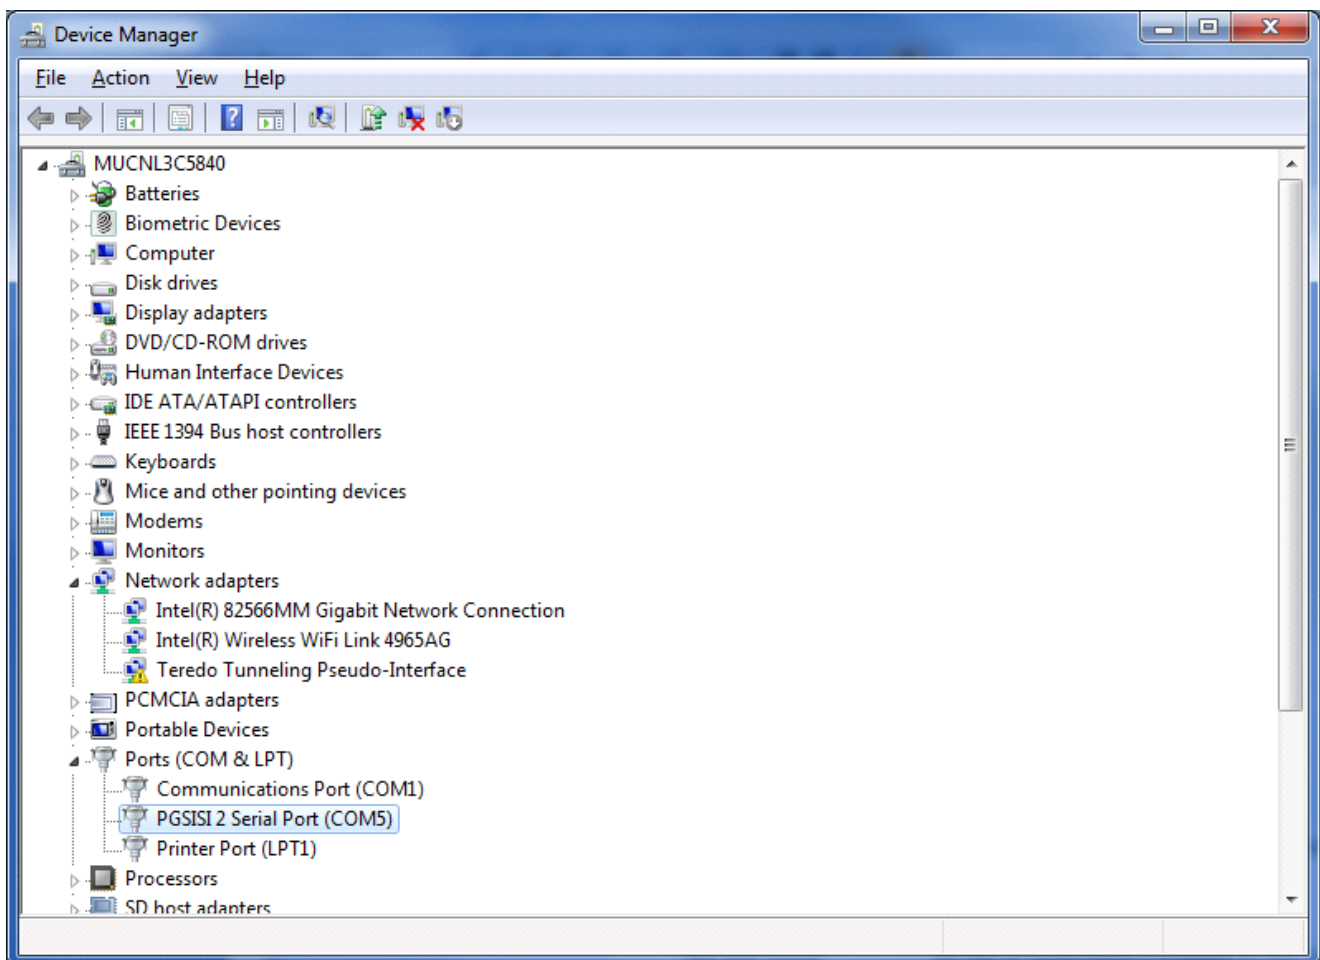 Device Manager
File Action View Help
MUCNL3C5840
Batteries
Biometric Devices
Computer
Disk drives
Display adapters
DVD/CD-ROM drives
Human Interface Devices
IDE ATA/ATAPI controllers
IEEE 1394 Bus host controllers
Keyboards
Mice and other pointing devices
Modems
Monitors
Network adapters
Intel(R) 82566MM Gigabit Network Connection
Intel(R) Wireless WiFi Link 4965AG
Teredo Tunneling Pseudo-Interface
PCMCIA adapters
Portable Devices
Ports (COM & LPT)
Communications Port (COM1)
PGSISI 2 Serial Port (COM5)
Printer Port (LPT1)
Processors
SD host adapters